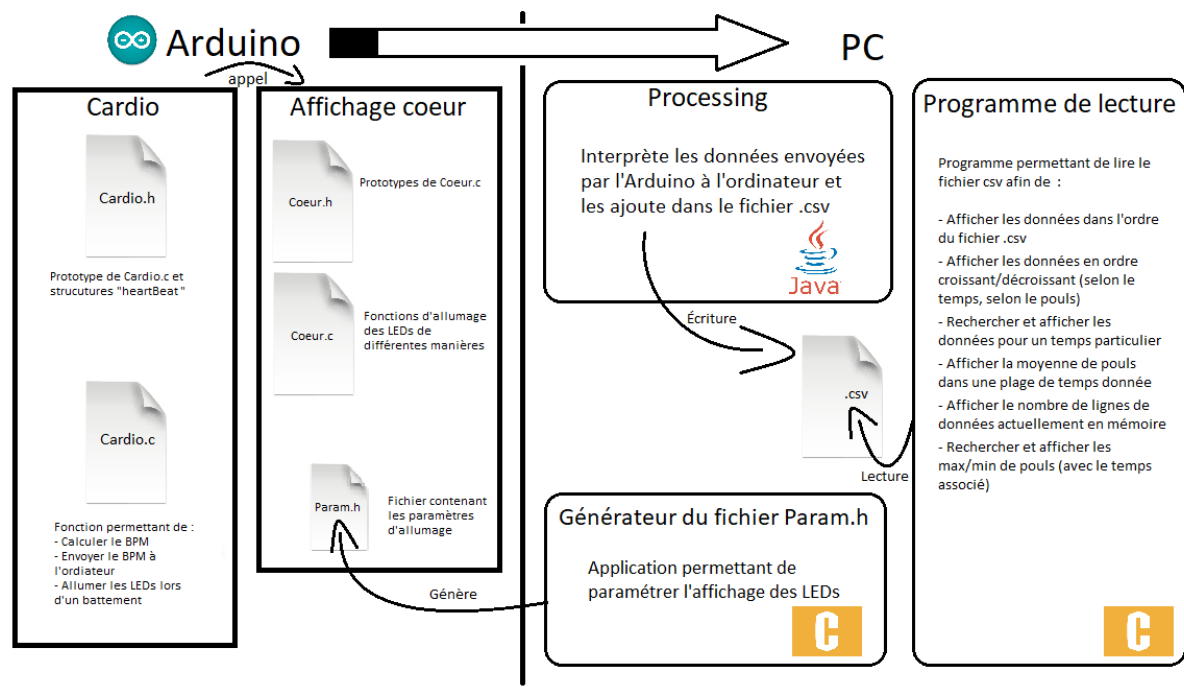 Arduino
PC
appel
Cardio
Cardio.h
Prototype de Cardio.c et
strucutures "heartBeat"
Cardio.c
Fonction permettant de :
- Calculer le BPM
- Envoyer le BPM à
l'ordiateur
- Allumer les LEDs lors
d'un battement
Affichage coeur
Coeur.h
Prototypes de Coeur.c
Coeur.c
Fonctions d'allumage
des LEDs de
différentes manières
Param.h
Fichier contenant
les paramètres
d'allumage
Génère
Processing
Interprète les données envoyées
par l'Arduino à l'ordinateur et
les ajoute dans le fichier .csv
Java
Écriture
.csv
Lecture
Générateur du fichier Param.h
Application permettant de
paramétrer l'affichage des LEDs
C
Programme de lecture
Programme permettant de lire le
fichier csv afin de :
- Afficher les données dans l'ordre
du fichier .csv
- Afficher les données en ordre
croissant/décroissant (selon le
temps, selon le pouls)
- Rechercher et afficher les
données pour un temps particulier
- Afficher la moyenne de pouls
dans une plage de temps donnée
- Afficher le nombre de lignes de
données actuellement en mémoire
- Rechercher et afficher les
max/min de pouls (avec le temps
associé)
C